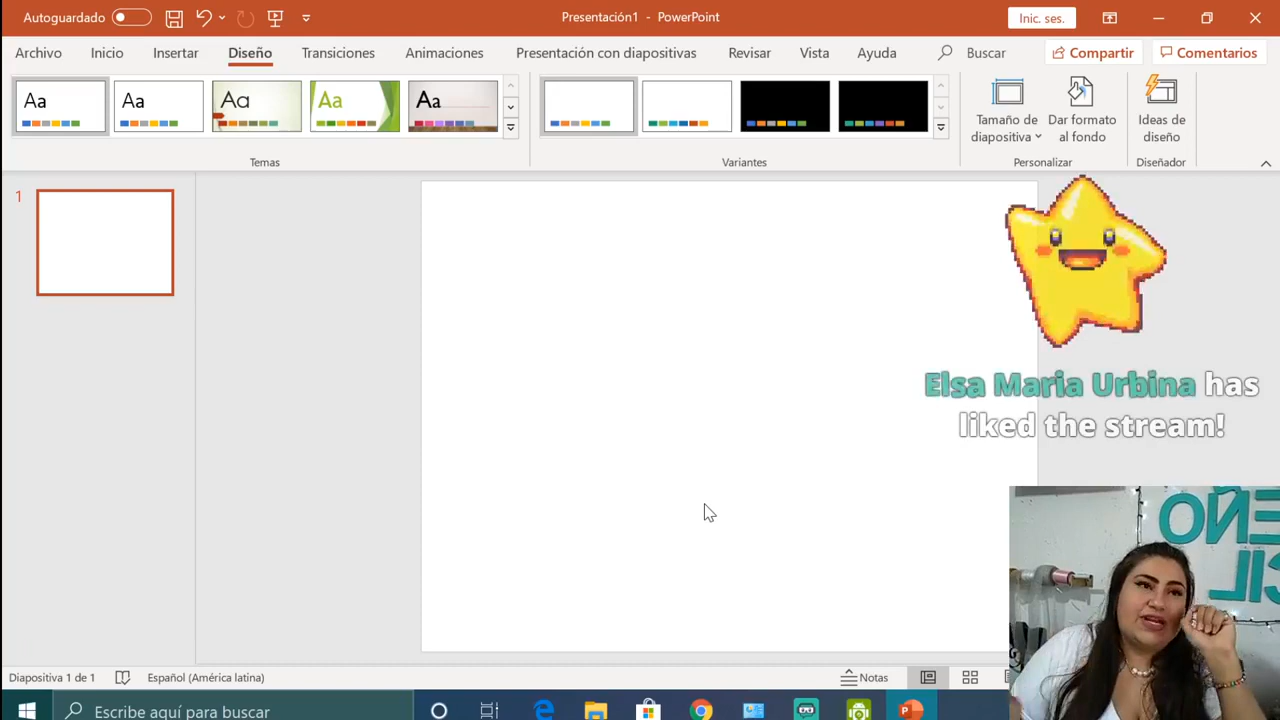 Autoguardado
Presentación1 - PowerPoint
Inic. ses.
Archivo Inicio Insertar Diseño Transiciones Animaciones Presentación con diapositivas Revisar Vista Ayuda Buscar Compartir Comentarios
Aa Aa Aa Aa Aa
Tamaño de diapositiva
Dar formato al fondo
Ideas de diseño
Temas
Variantes
Personalizar
Diseñador
1
Elsa Maria Urbina has
liked the stream!
EÑO
CIL
Diapositiva 1 de 1
Español (América latina)
Notas
Escribe aquí para buscar